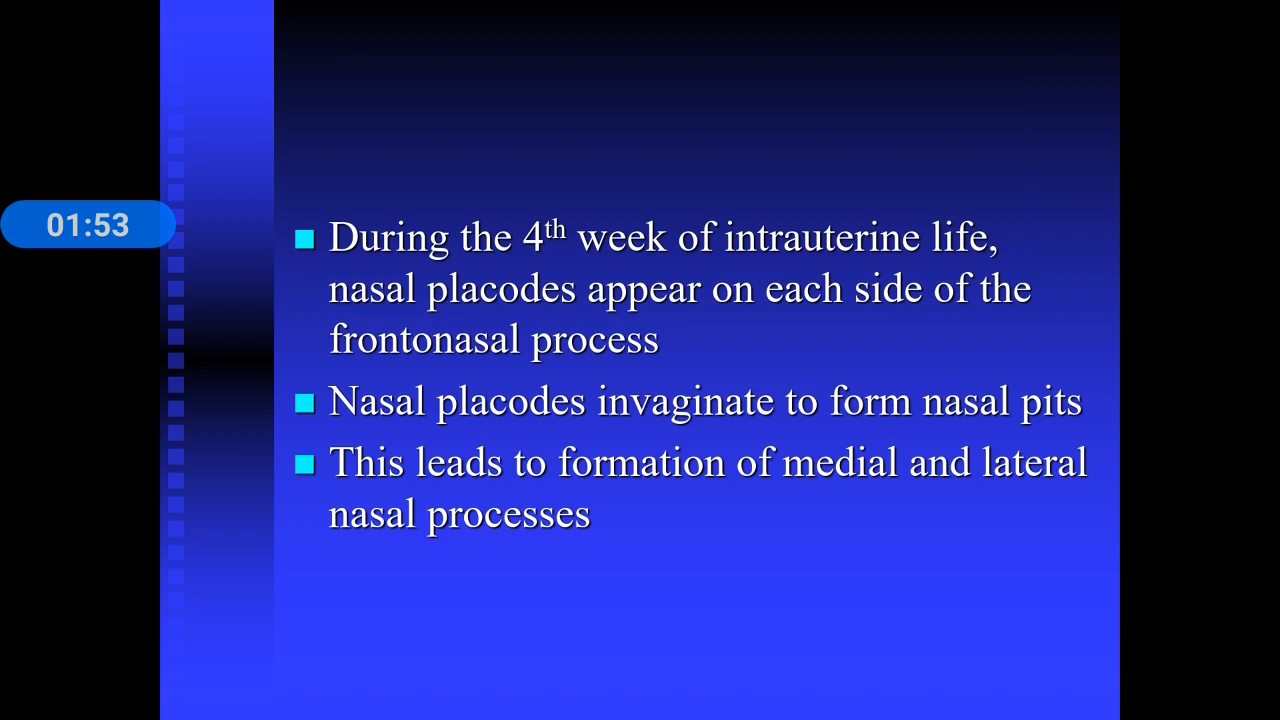 01:53
During the 4th week of intrauterine life,
nasal placodes appear on each side of the
frontonasal process
Nasal placodes invaginate to form nasal pits
This leads to formation of medial and lateral
nasal processes